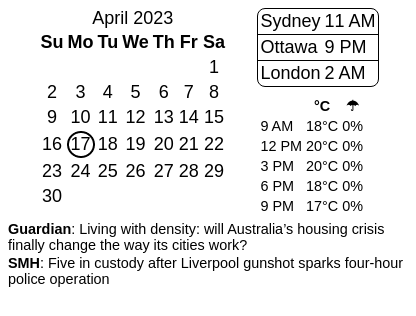 April 2023
Su Mo Tu We Th Fr Sa
1
2 3 4 5 6 7 8
9 10 11 12 13 14 15
16 17 18 19 20 21 22
23 24 25 26 27 28 29
30
Sydney 11 AM
Ottawa 9 PM
London 2 AM
°C ☂
9 AM 18°C 0%
12 PM 20°C 0%
3 PM 20°C 0%
6 PM 18°C 0%
9 PM 17°C 0%
Guardian: Living with density: will Australia's housing crisis
finally change the way its cities work?
SMH: Five in custody after Liverpool gunshot sparks four-hour
police operation